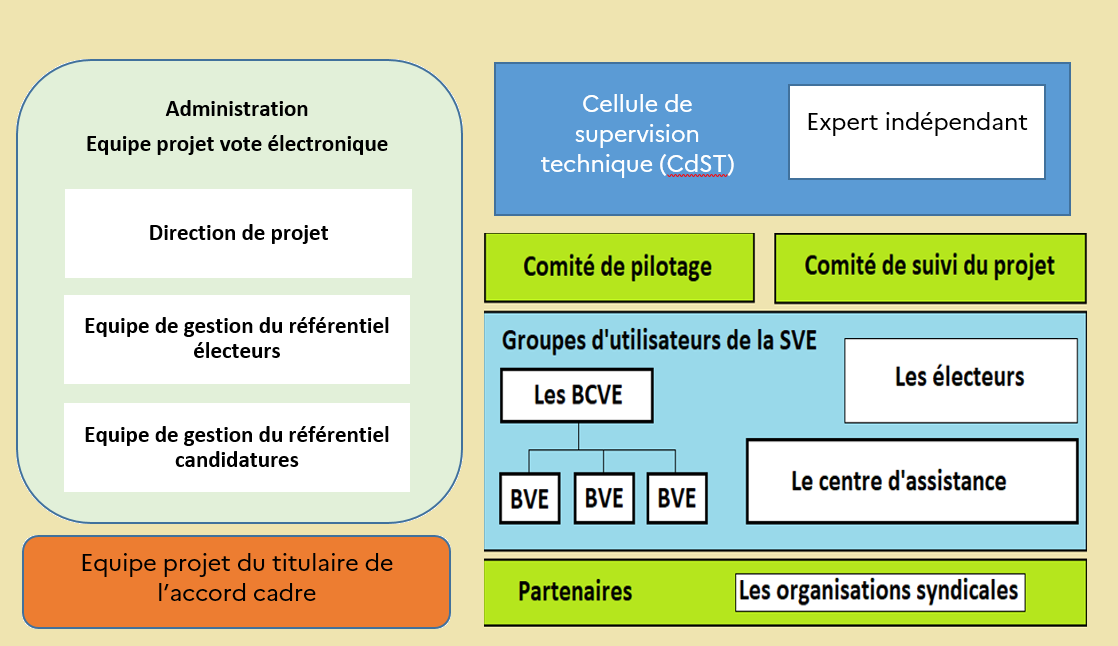 Administration
Equipe projet vote électronique
Direction de projet
Equipe de gestion du référentiel
électeurs
Equipe de gestion du référentiel
candidatures
Equipe projet du titulaire de
l’accord cadre
Cellule de
supervision
technique (CdST)
Expert indépendant
Comité de pilotage
Comité de suivi du projet
Groupes d'utilisateurs de la SVE
Les BCVE
BVE
BVE
BVE
Les électeurs
Le centre d'assistance
Partenaires
Les organisations syndicales